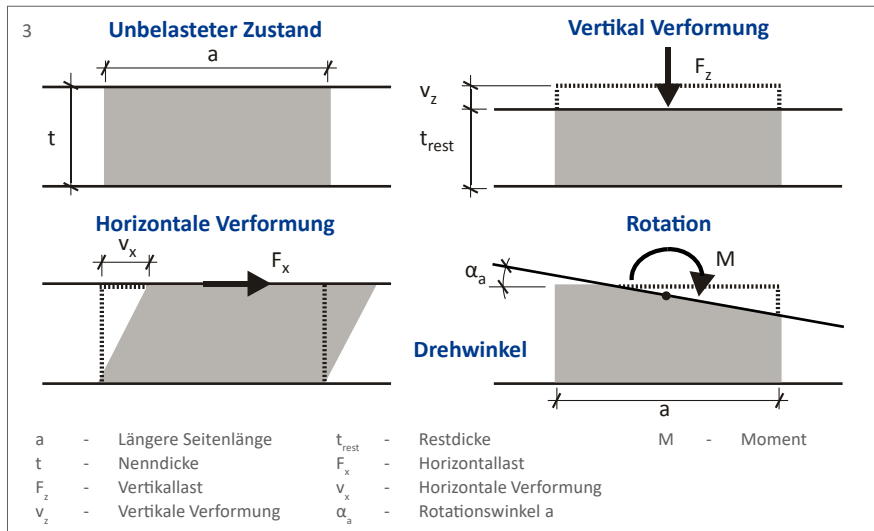 3
Unbelasteter Zustand
a
t
Vertikal Verformung
F_z
v_z
t_rest
Horizontale Verformung
v_x
F_x
Rotation
α_a
M
Drehwinkel
a
a - Längere Seitenlänge
t - Nenndicke
F_z - Vertikallast
v_z - Vertikale Verformung
t_rest - Restdicke
F_x - Horizontallast
v_x - Horizontale Verformung
α_a - Rotationswinkel a
M - Moment